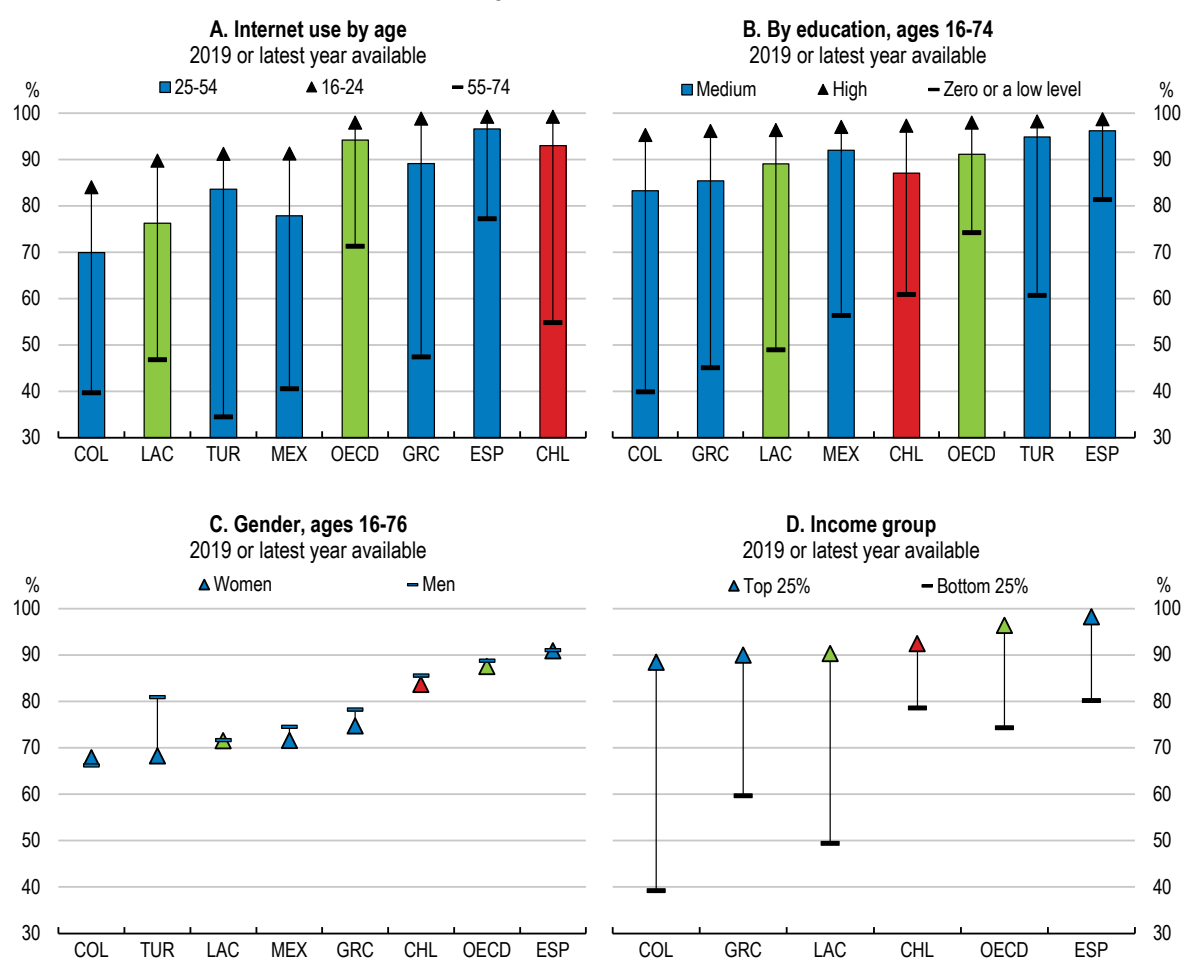 A. Internet use by age
2019 or latest year available
25-54 16-24 55-74
%
100
90
80
70
60
50
40
30
COL LAC TUR MEX OECD GRC ESP CHL
B. By education, ages 16-74
2019 or latest year available
Medium High Zero or a low level
%
100
90
80
70
60
50
40
30
COL GRC LAC MEX CHL OECD TUR ESP
C. Gender, ages 16-76
2019 or latest year available
Women Men
%
100
90
80
70
60
50
40
30
COL TUR LAC MEX GRC CHL OECD ESP
D. Income group
2019 or latest year available
Top 25% Bottom 25%
%
100
90
80
70
60
50
40
30
COL GRC LAC CHL OECD ESP